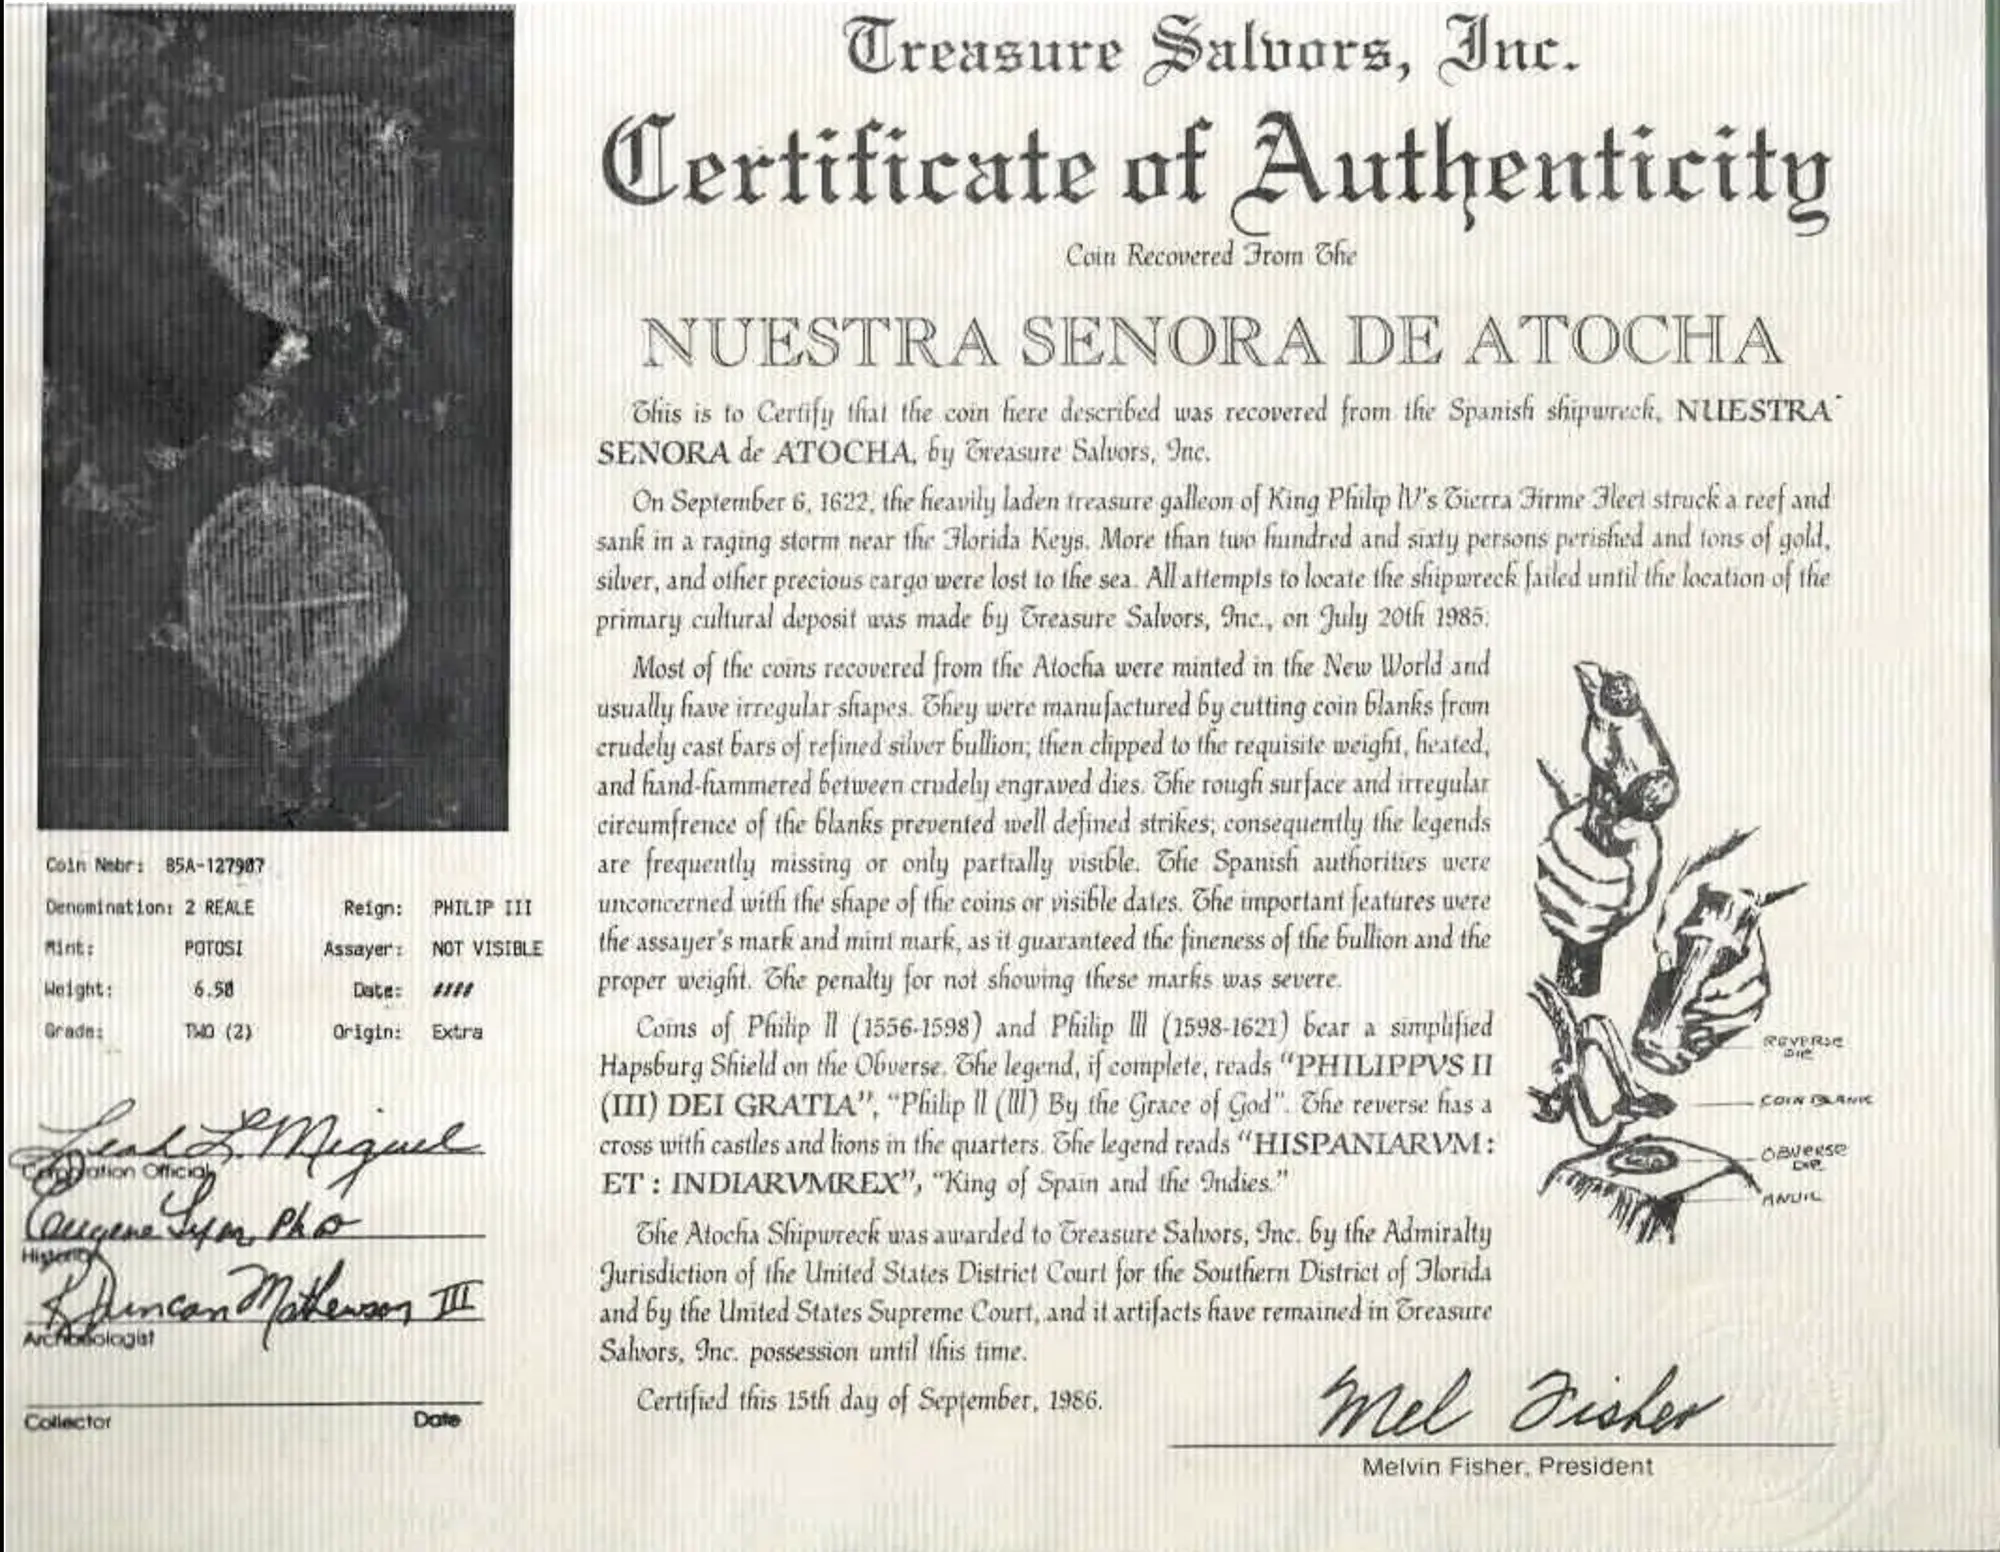 Treasure Salvors, Inc.
Certificate of Authenticity
Coin Recovered From The
NUESTRA SENORA DE ATOCHA
This is to Certify that the coin here described was recovered from the Spanish shipwreck, NUESTRA
SENORA de ATOCHA, by Treasure Salvors, Inc.
On September 6, 1622, the heavily laden treasure galleon of King Philip IV's Tierra Firme Fleet struck a reef and
sank in a raging storm near the Florida Keys. More than two hundred and sixty persons perished and tons of gold,
silver, and other precious cargo were lost to the sea. All attempts to locate the shipwreck failed until the location of the
primary cultural deposit was made by Treasure Salvors, Inc., on July 20th 1985.
Most of the coins recovered from the Atocha were minted in the New World and
usually have irregular shapes. They were manufactured by cutting coin blanks from
crudely cast bars of refined silver bullion; then clipped to the requisite weight, heated,
and hand-hammered between crudely engraved dies. The rough surface and irregular
circumfrence of the blanks prevented well defined strikes; consequently the legends
are frequently missing or only partially visible. The Spanish authorities were
unconcerned with the shape of the coins or visible dates. The important features were
the assayer's mark and mint mark, as it guaranteed the fineness of the bullion and the
proper weight. The penalty for not showing these marks was severe.
Coins of Philip II (1556-1598) and Philip III (1598-1621) bear a simplified
Hapsburg Shield on the Obverse. The legend, if complete, reads "PHILIPPVS II
(III) DEI GRATIA", "Philip II (III) By the Grace of God". The reverse has a
cross with castles and lions in the quarters. The legend reads "HISPANIARVM :
ET : INDIARVMREX", "King of Spain and the Indies."
The Atocha Shipwreck was awarded to Treasure Salvors, Inc. by the Admiralty
Jurisdiction of the United States District Court for the Southern District of Florida
and by the United States Supreme Court, and it artifacts have remained in Treasure
Salvors, Inc. possession until this time.
Certified this 15th day of September, 1986.
Mel Fisher
Melvin Fisher, President
REVERSE
DIE
COIN BLANK
OBVERSE
DIE
ANVIL
Coin Nmbr: 85A-127907
Denomination: 2 REALE Reign: PHILIP III
Mint: POTOSI Assayer: NOT VISIBLE
Weight: 6.50 Date: ////
Grade: TWO (2) Origin: Extra
Leah L. Miguel
Corporation Official
Eugene Lyon, PhD
Historian
R Duncan Mathewson III
Archaeologist
Collector Date